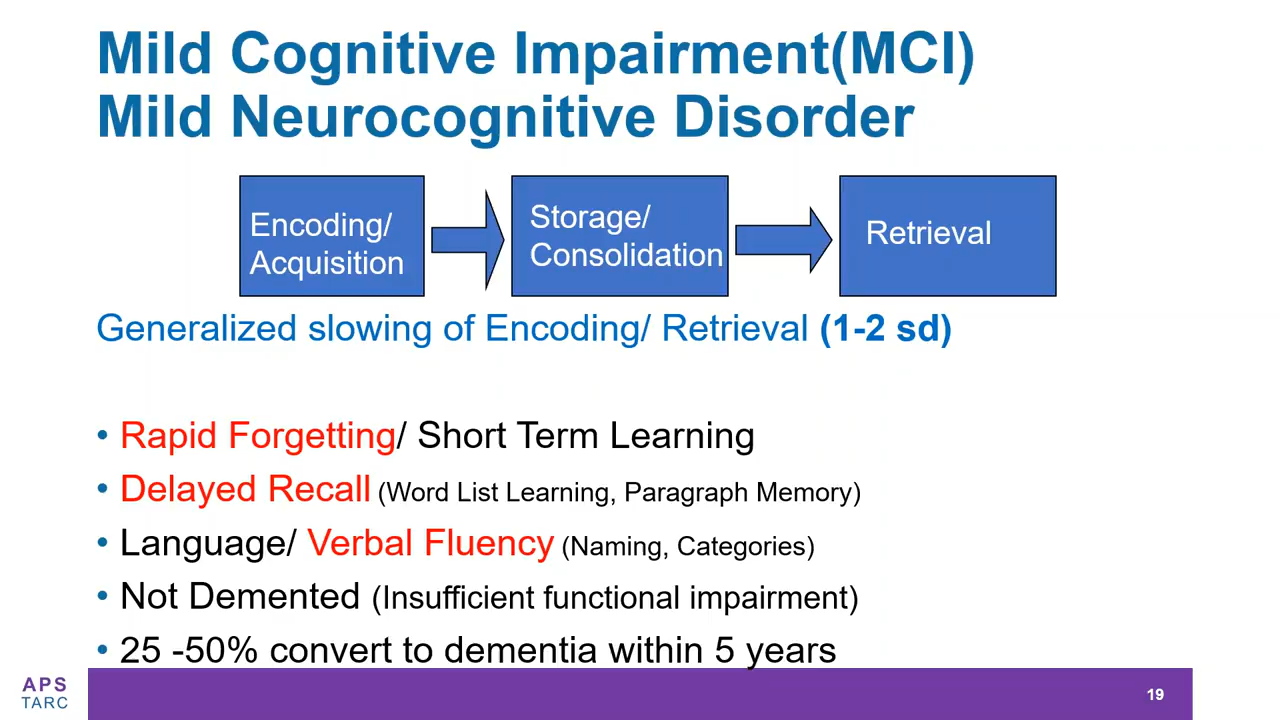 Mild Cognitive Impairment(MCI)
Mild Neurocognitive Disorder
Encoding/
Acquisition
Storage/
Consolidation
Retrieval
Generalized slowing of Encoding/ Retrieval (1-2 sd)
• Rapid Forgetting/ Short Term Learning
• Delayed Recall (Word List Learning, Paragraph Memory)
• Language/ Verbal Fluency (Naming, Categories)
• Not Demented (Insufficient functional impairment)
• 25 -50% convert to dementia within 5 years
APS
TARC
19